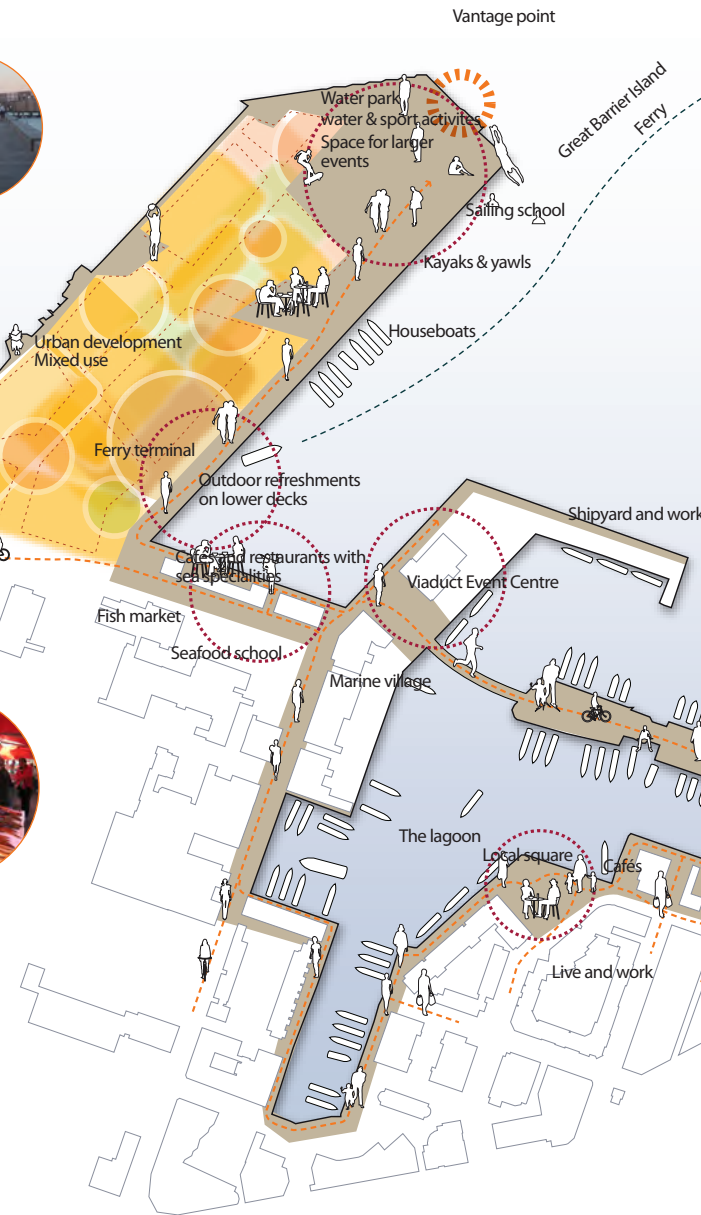 Vantage point
Great Barrier Island
Ferry
Water park
water & sport activites
Space for larger
events
Sailing school
Kayaks & yawls
Houseboats
Urban development
Mixed use
Ferry terminal
Outdoor refreshments
on lower decks
Shipyard and work
Cafés and restaurants with
sea specialities
Viaduct Event Centre
Fish market
Seafood school
Marine village
The lagoon
Local square
Cafés
Live and work